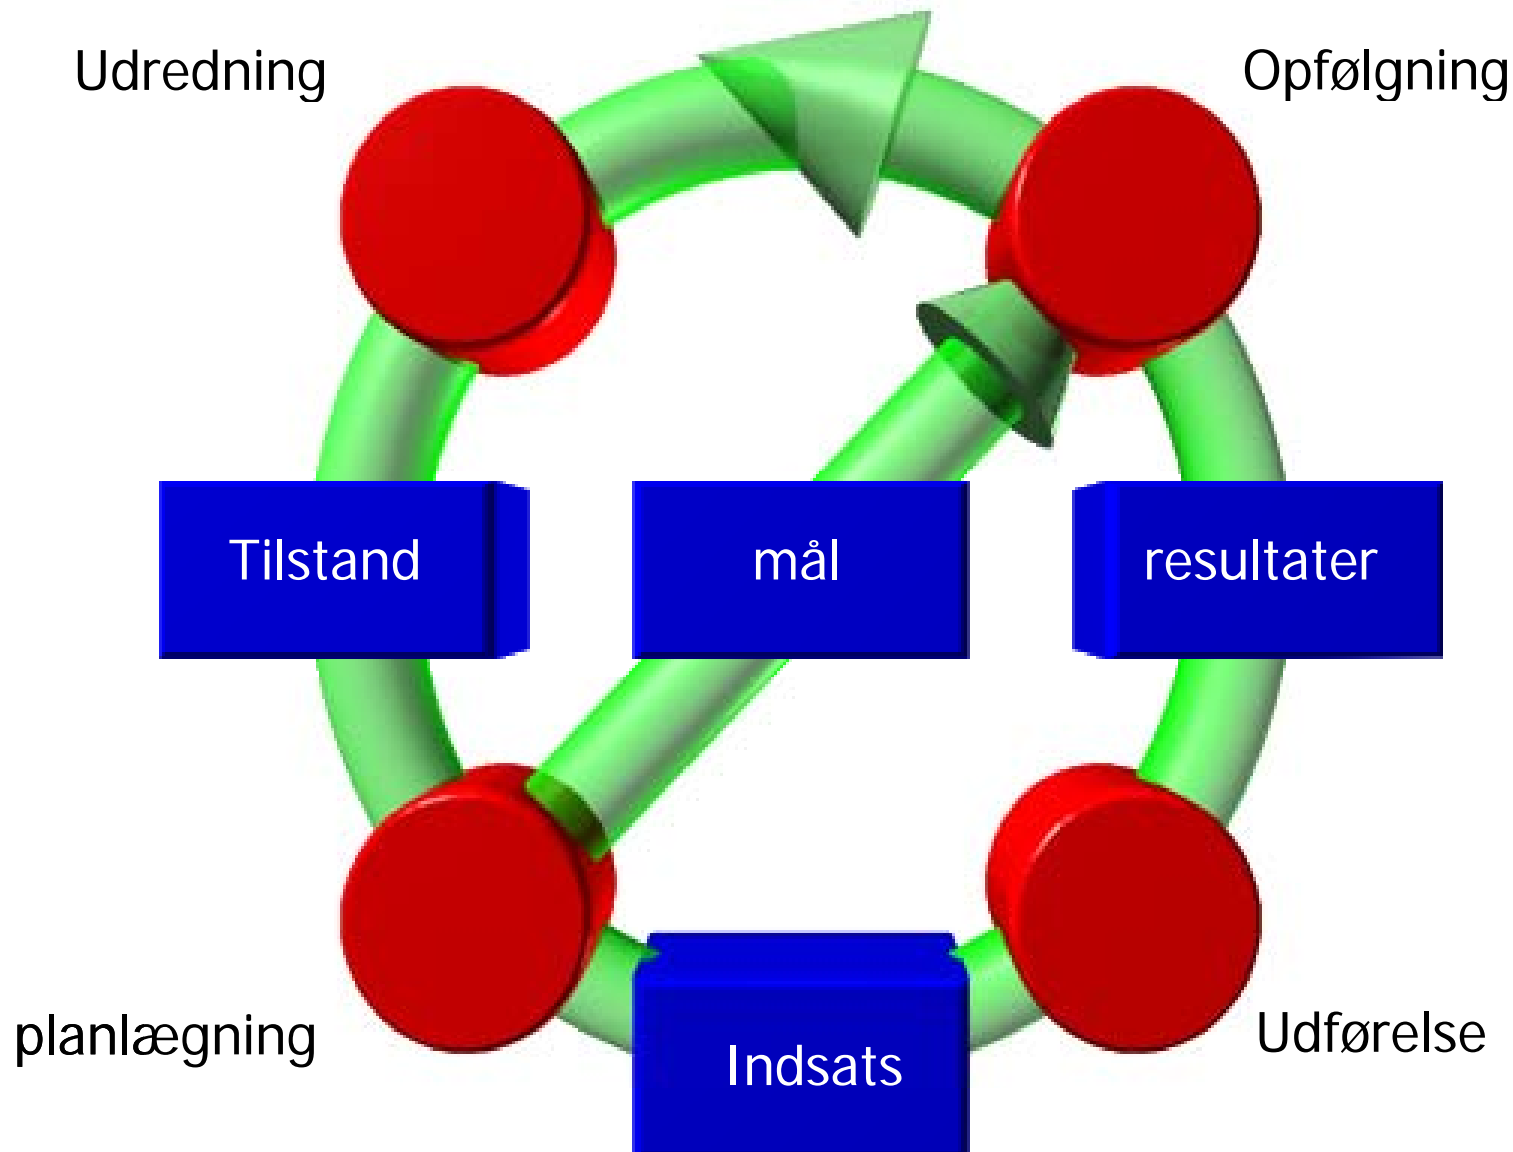 Udredning
Opfølgning
Tilstand
mål
resultater
planlægning
Indsats
Udførelse